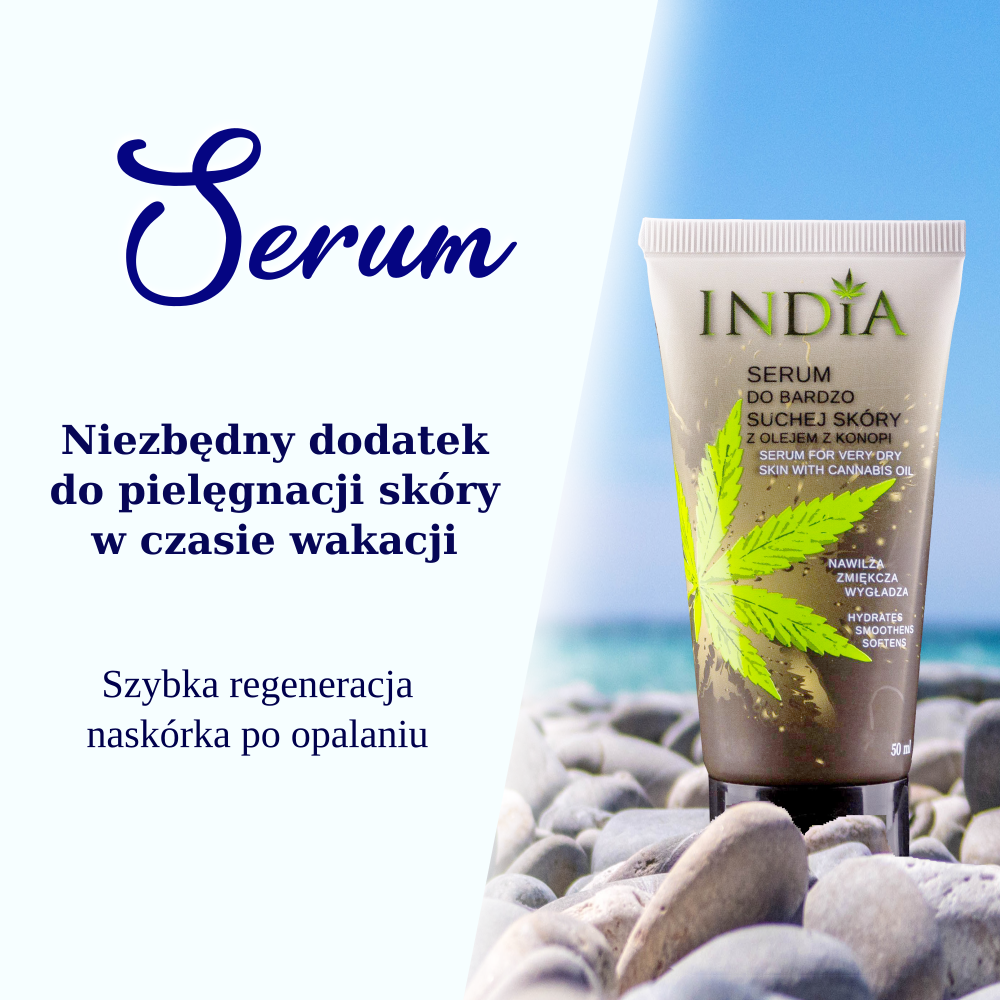 Serum
Niezbędny dodatek
do pielęgnacji skóry
w czasie wakacji
Szybka regeneracja
naskórka po opalaniu
INDIA
SERUM
DO BARDZO
SUCHEJ SKÓRY
Z OLEJEM Z KONOPI
SERUM FOR VERY DRY
SKIN WITH CANNABIS OIL
NAWILŻA
ZMIĘKCZA
WYGŁADZA
HYDRATES
SMOOTHENS
SOFTENS
50 ml